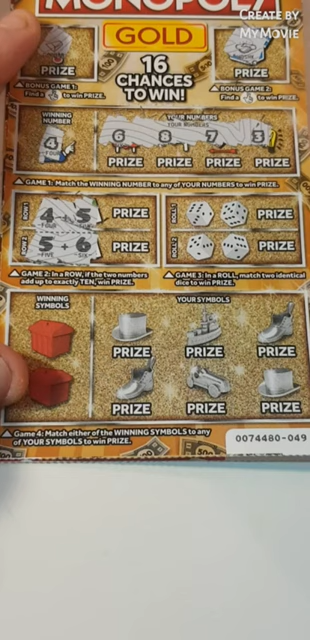 MONOPOLY
CREATE BY
MYMOVIE
GOLD
PRIZE
16
CHANCES
TO WIN!
PRIZE
BONUS GAME 1:
Find a to win PRIZE.
BONUS GAME 2:
Find a to win PRIZE.
WINNING
NUMBER
YOUR NUMBERS
YOUR NUMBERS
4
6 8 7 3
PRIZE PRIZE PRIZE PRIZE
GAME 1: Match the WINNING NUMBER to any of YOUR NUMBERS to win PRIZE.
ROW 1 4 5 PRIZE
FOUR
ROW 2 5 + 6 PRIZE
FIVE SIX
ROLL 1 PRIZE
ROLL 2 PRIZE
GAME 2: In a ROW, if the two numbers
add up to exactly TEN, win PRIZE.
GAME 3: In a ROLL, match two identical
dice to win PRIZE.
WINNING
SYMBOLS
YOUR SYMBOLS
PRIZE PRIZE PRIZE
PRIZE PRIZE PRIZE
Game 4: Match either of the WINNING SYMBOLS to any
of YOUR SYMBOLS to win PRIZE.
0074480-049